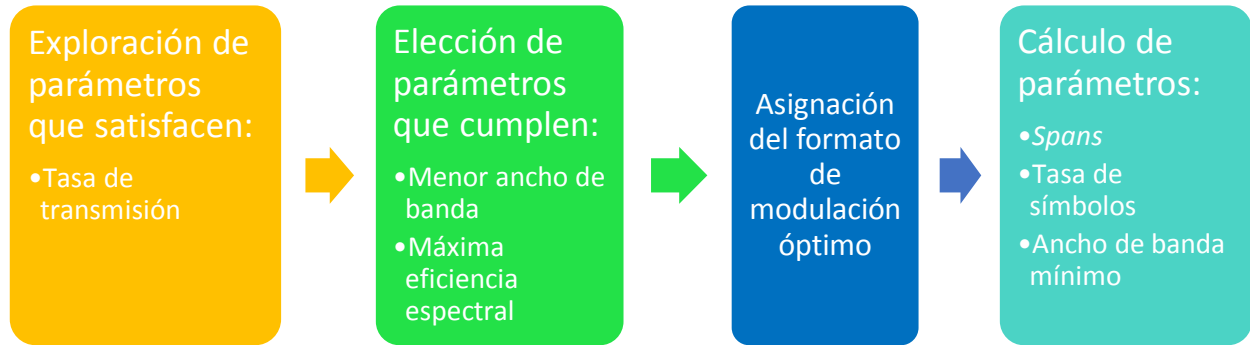 Exploración de
parámetros
que satisfacen:
•Tasa de
transmisión
Elección de
parámetros
que cumplen:
•Menor ancho de
banda
•Máxima
eficiencia
espectral
Asignación
del formato
de
modulación
óptimo
Cálculo de
parámetros:
•Spans
•Tasa de
símbolos
•Ancho de banda
mínimo